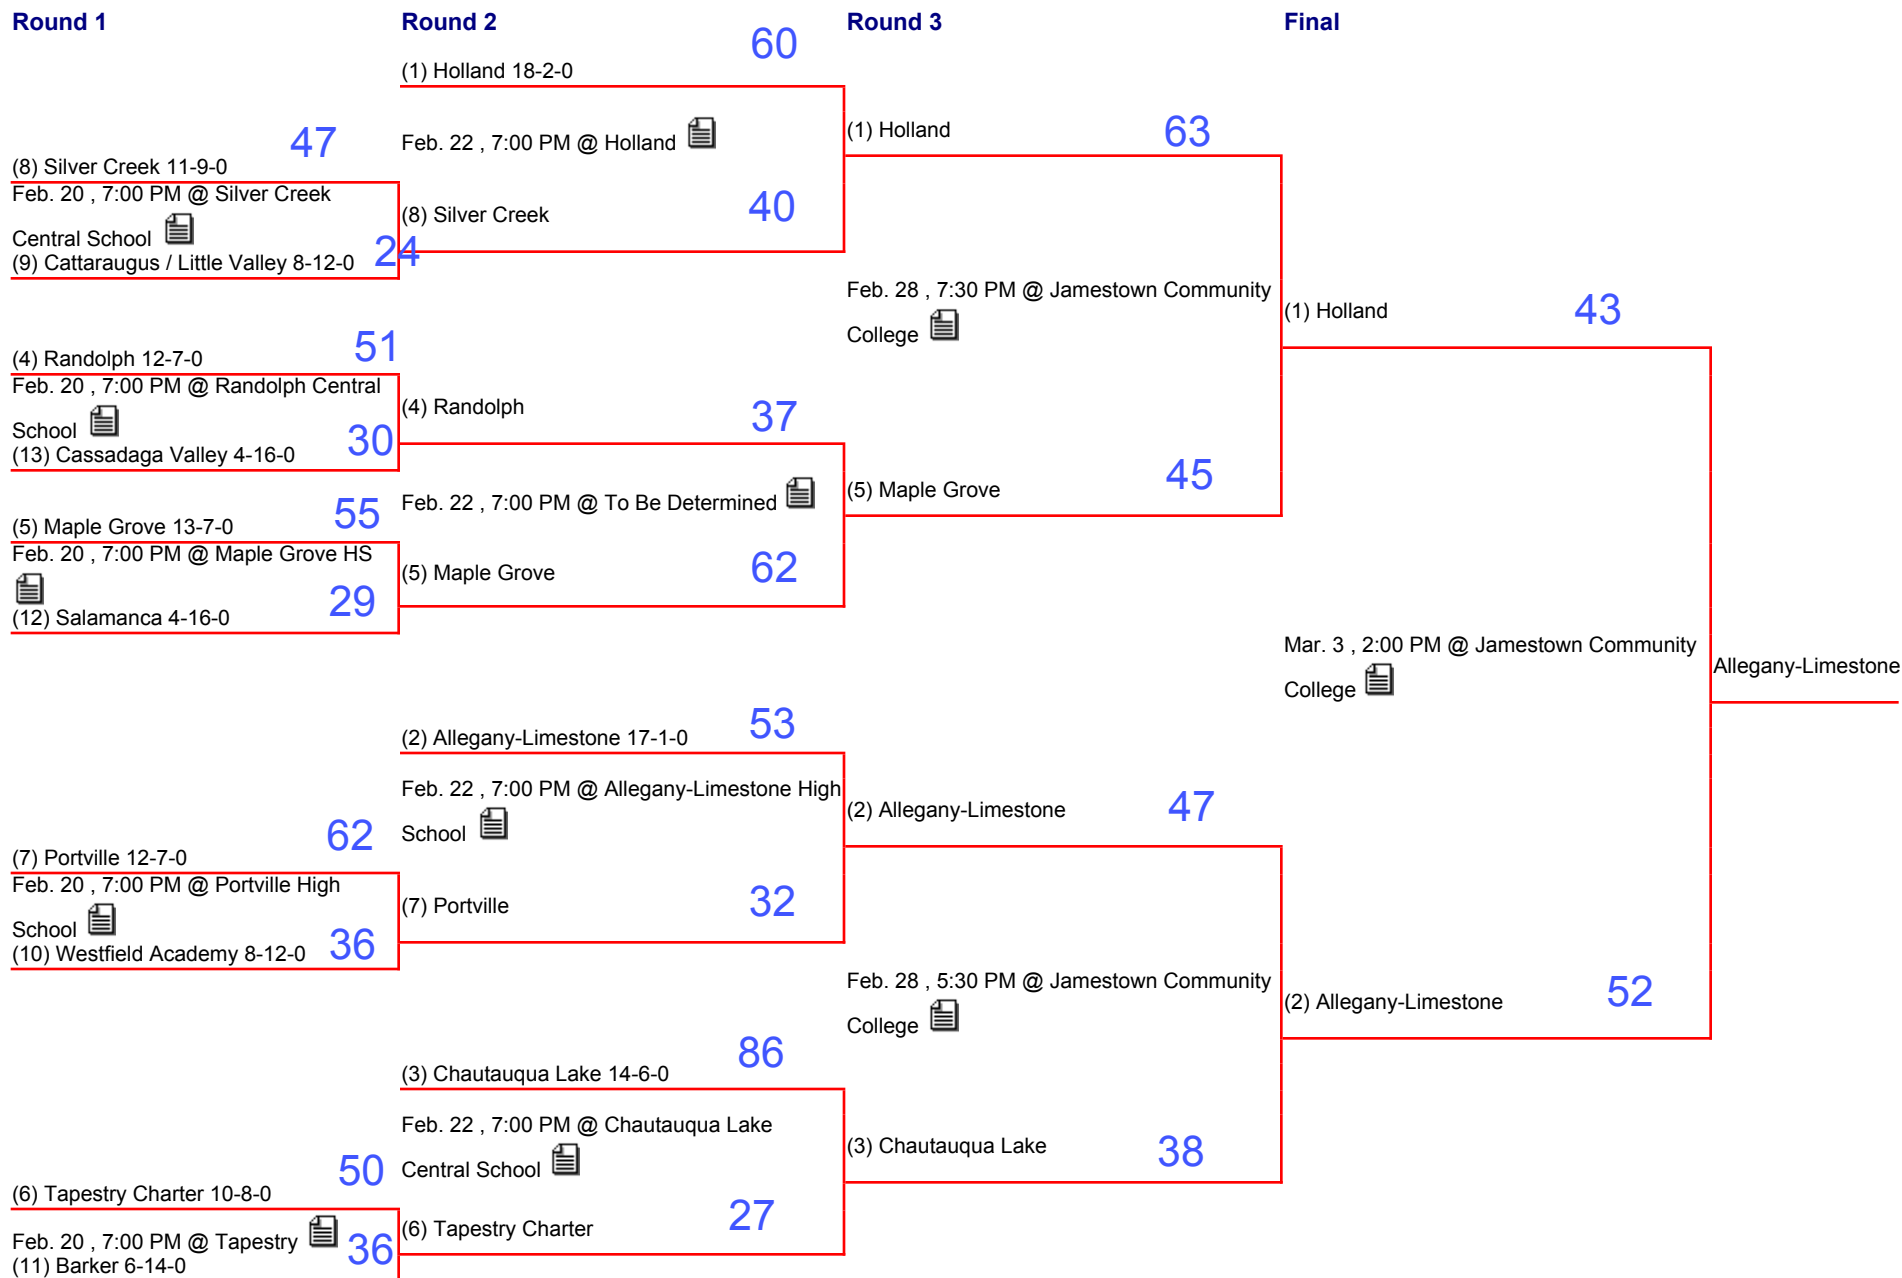 Round 1
Round 2
Round 3
Final
60
(1) Holland 18-2-0
47
(8) Silver Creek 11-9-0
Feb. 20 , 7:00 PM @ Silver Creek
Central School
24
(9) Cattaraugus / Little Valley 8-12-0
Feb. 22 , 7:00 PM @ Holland
(8) Silver Creek
40
(1) Holland
63
51
(4) Randolph 12-7-0
Feb. 20 , 7:00 PM @ Randolph Central
School
30
(13) Cassadaga Valley 4-16-0
55
(5) Maple Grove 13-7-0
Feb. 20 , 7:00 PM @ Maple Grove HS
29
(12) Salamanca 4-16-0
(4) Randolph
37
Feb. 22 , 7:00 PM @ To Be Determined
(5) Maple Grove
62
Feb. 28 , 7:30 PM @ Jamestown Community
College
(5) Maple Grove
45
(1) Holland
43
Mar. 3 , 2:00 PM @ Jamestown Community
College
Allegany-Limestone
53
(2) Allegany-Limestone 17-1-0
Feb. 22 , 7:00 PM @ Allegany-Limestone High
School
62
(7) Portville 12-7-0
Feb. 20 , 7:00 PM @ Portville High
School
36
(10) Westfield Academy 8-12-0
(7) Portville
32
(2) Allegany-Limestone
47
Feb. 28 , 5:30 PM @ Jamestown Community
College
(2) Allegany-Limestone
52
86
(3) Chautauqua Lake 14-6-0
Feb. 22 , 7:00 PM @ Chautauqua Lake
Central School
(3) Chautauqua Lake
38
50
(6) Tapestry Charter 10-8-0
Feb. 20 , 7:00 PM @ Tapestry
36
(11) Barker 6-14-0
(6) Tapestry Charter
27